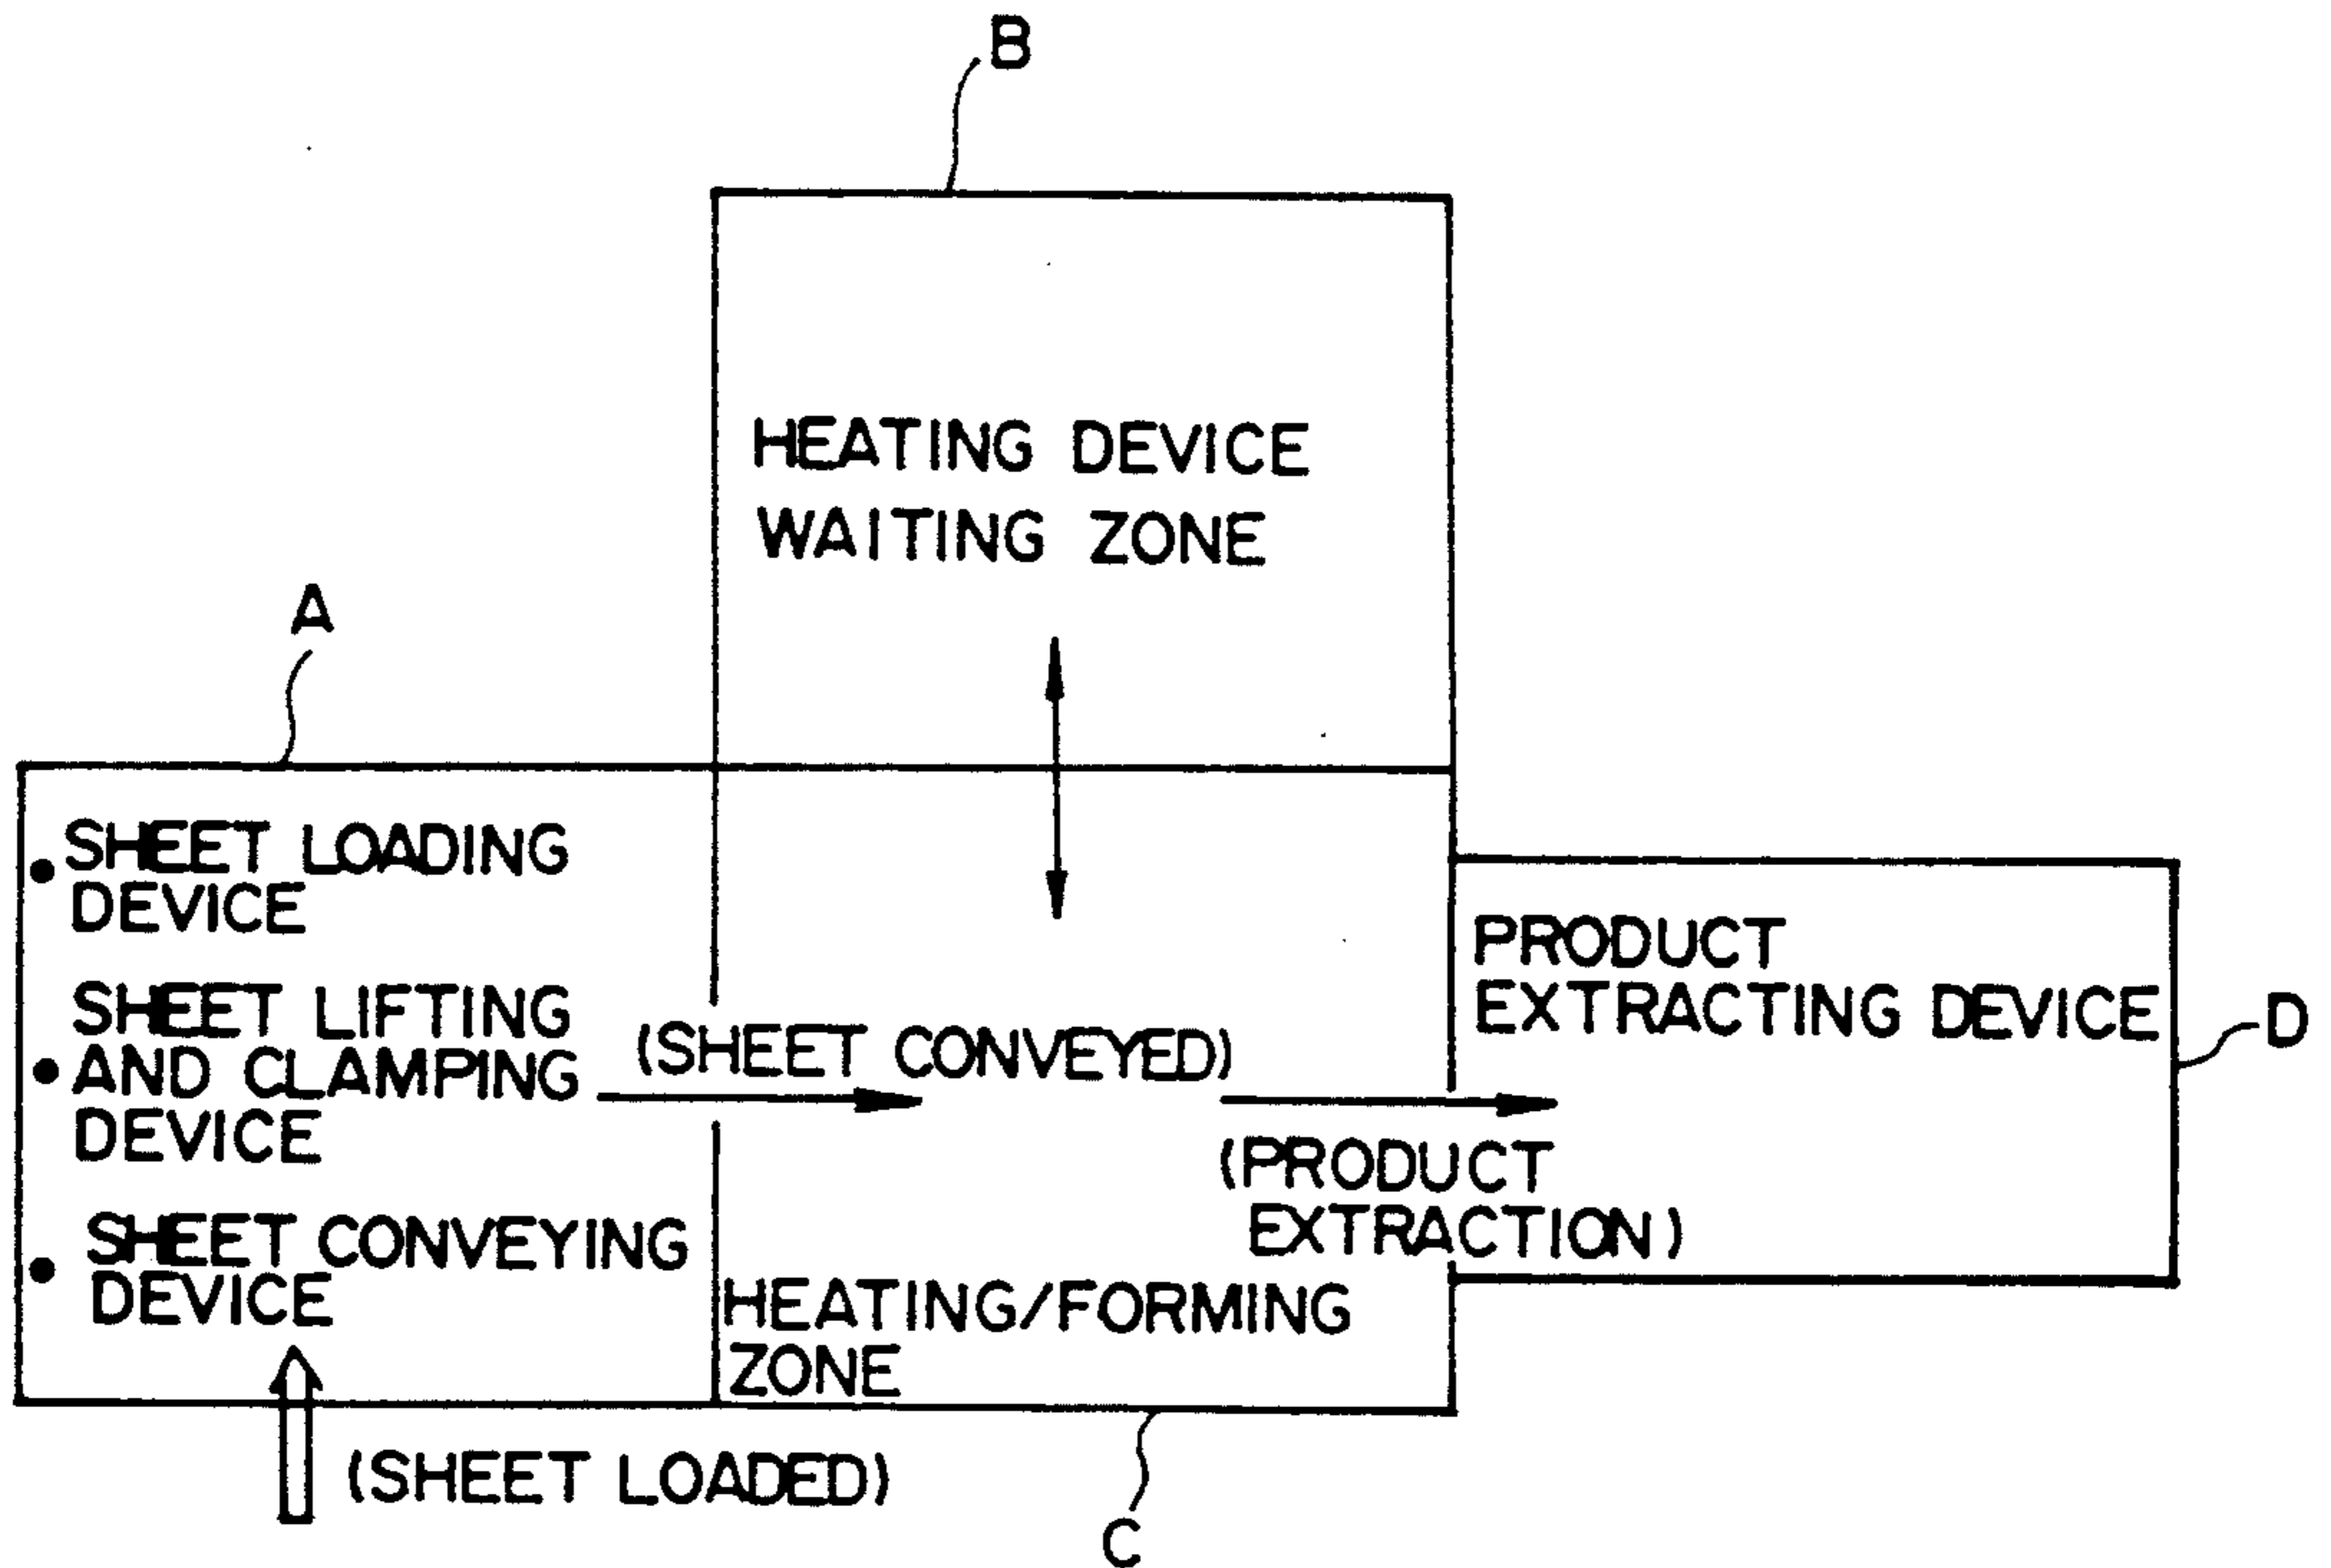 B
HEATING DEVICE
WAITING ZONE
A
● SHEET LOADING
DEVICE
SHEET LIFTING
● AND CLAMPING
DEVICE
● SHEET CONVEYING
DEVICE
(SHEET CONVEYED)
PRODUCT
EXTRACTING DEVICE
D
(PRODUCT
EXTRACTION)
HEATING/FORMING
ZONE
(SHEET LOADED)
C